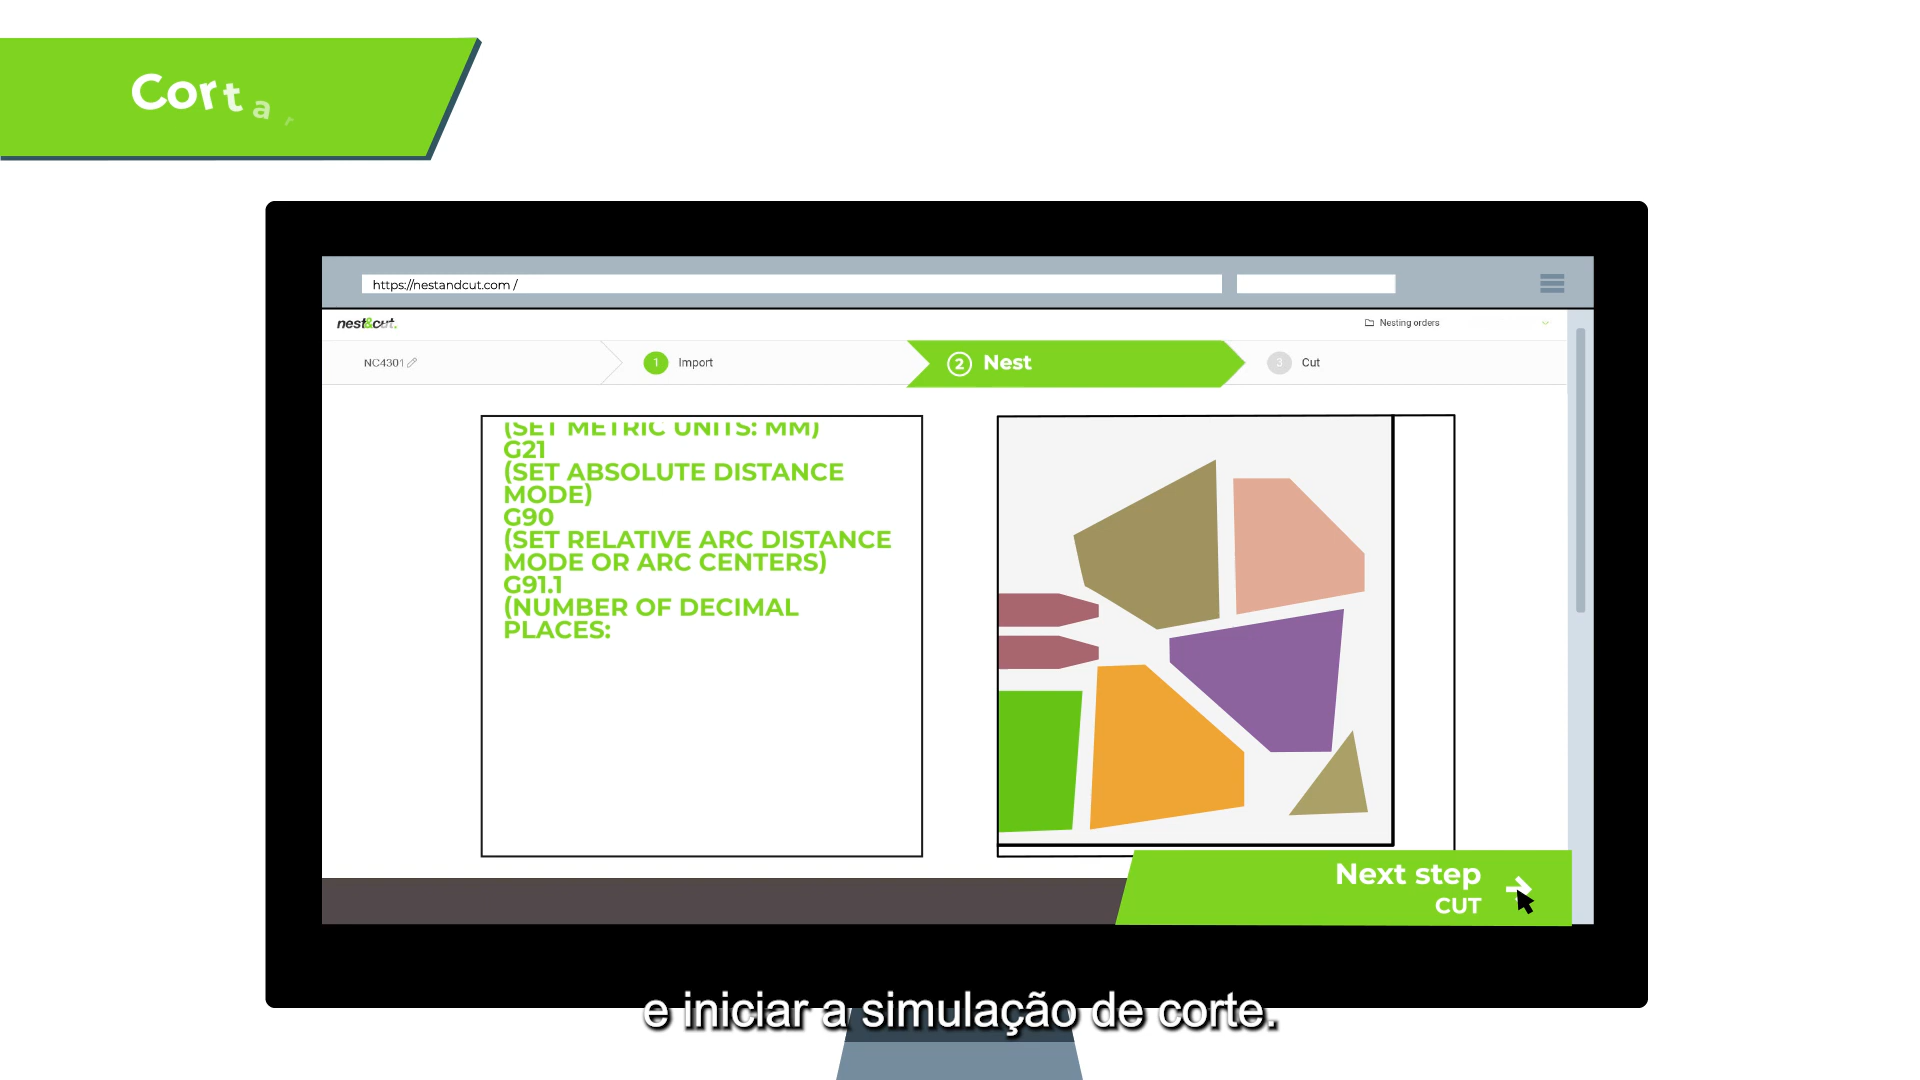 Cortar
https://nestandcut.com /
nest&cut.
Nesting orders
NC4301
1 Import
2 Nest
3 Cut
(SET METRIC UNITS: MM)
G21
(SET ABSOLUTE DISTANCE
MODE)
G90
(SET RELATIVE ARC DISTANCE
MODE OR ARC CENTERS)
G91.1
(NUMBER OF DECIMAL
PLACES:
Next step
CUT
e iniciar a simulação de corte.